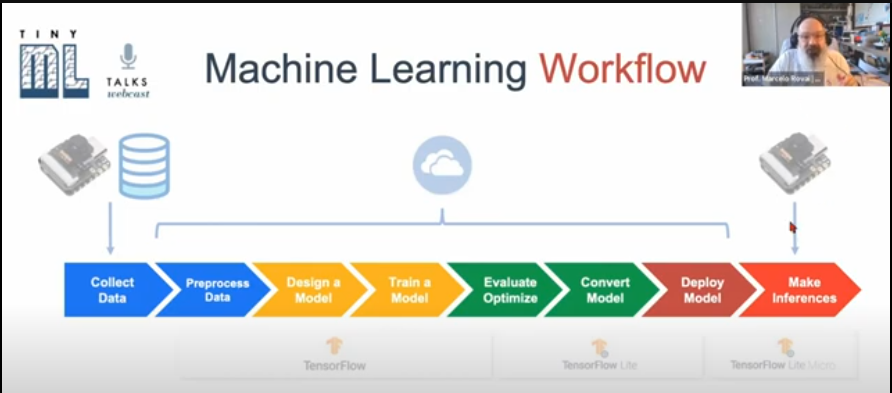 TINY
ML
TALKS
webcast
Machine Learning Workflow
Prof. Marcelo Rovai |...
Collect
Data
Preprocess
Data
Design a
Model
Train a
Model
Evaluate
Optimize
Convert
Model
Deploy
Model
Make
Inferences
TensorFlow
TensorFlow Lite
TensorFlow Lite Micro